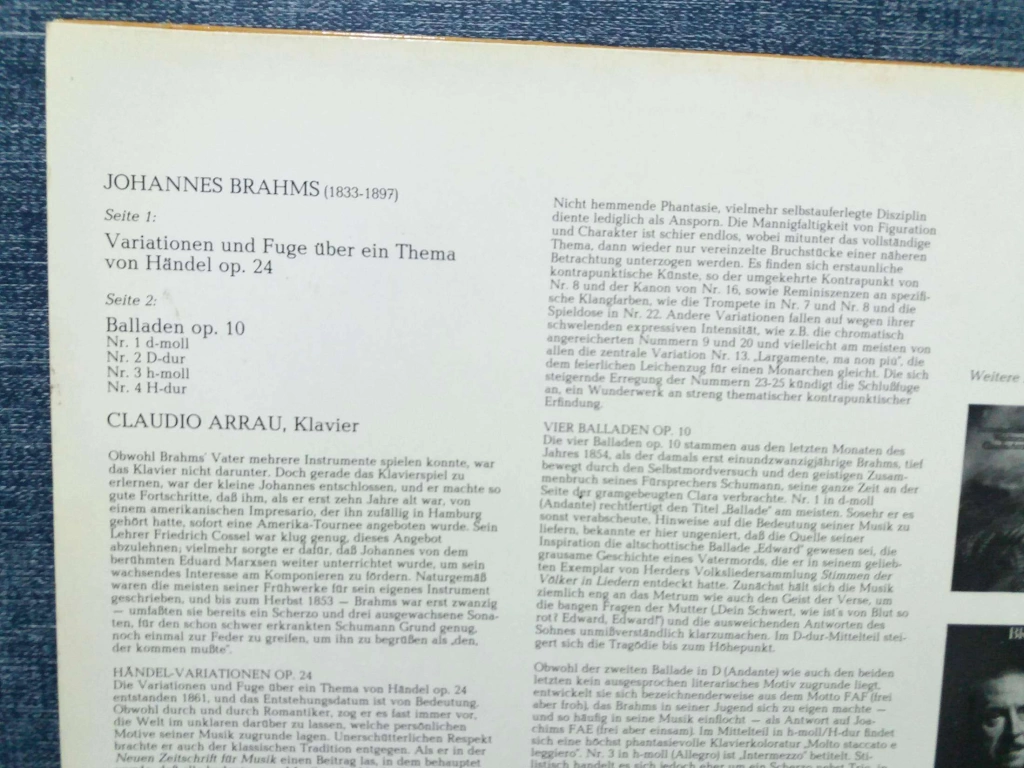 JOHANNES BRAHMS (1833-1897)
Seite 1:
Variationen und Fuge über ein Thema
von Händel op. 24
Seite 2:
Balladen op. 10
Nr. 1 d-moll
Nr. 2 D-dur
Nr. 3 h-moll
Nr. 4 H-dur
CLAUDIO ARRAU, Klavier
Obwohl Brahms' Vater mehrere Instrumente spielen konnte, war
das Klavier nicht darunter. Doch gerade das Klavierspiel zu
erlernen, war der kleine Johannes entschlossen, und er machte so
gute Fortschritte, daß ihm, als er erst zehn Jahre alt war, von
einem amerikanischen Impresario, der ihn zufällig in Hamburg
gehört hatte, sofort eine Amerika-Tournee angeboten wurde. Sein
Lehrer Friedrich Cossel war klug genug, dieses Angebot
abzulehnen; vielmehr sorgte er dafür, daß Johannes von dem
berühmten Eduard Marxsen weiter unterrichtet wurde, um sein
wachsendes Interesse am Komponieren zu fördern. Naturgemäß
waren die meisten seiner Frühwerke für sein eigenes Instrument
geschrieben, und bis zum Herbst 1853 — Brahms war erst zwanzig
— umfaßten sie bereits ein Scherzo und drei ausgewachsene Sona-
ten, für den schon schwer erkrankten Schumann Grund genug,
noch einmal zur Feder zu greifen, um ihn zu begrüßen als „den,
der kommen mußte".
HÄNDEL-VARIATIONEN OP. 24
Die Variationen und Fuge über ein Thema von Händel op. 24
entstanden 1861, und das Entstehungsdatum ist von Bedeutung.
Obwohl durch und durch Romantiker, zog er es fast immer vor,
die Welt im unklaren darüber zu lassen, welche persönlichen
Motive seiner Musik zugrunde lagen. Unerschütterlichen Respekt
brachte er auch der klassischen Tradition entgegen. Als er in der
Neuen Zeitschrift für Musik einen Beitrag las, in dem behauptet
Nicht hemmende Phantasie, vielmehr selbstauferlegte Disziplin
diente lediglich als Ansporn. Die Mannigfaltigkeit von Figuration
und Charakter ist schier endlos, wobei mitunter das vollständige
Thema, dann wieder nur vereinzelte Bruchstücke einer näheren
Betrachtung unterzogen werden. Es finden sich erstaunliche
kontrapunktische Künste, so der umgekehrte Kontrapunkt von
Nr. 8 und der Kanon von Nr. 16, sowie Reminiszenzen an spezifi-
sche Klangfarben, wie die Trompete in Nr. 7 und Nr. 8 und die
Spieldose in Nr. 22. Andere Variationen fallen auf wegen ihrer
schwelenden expressiven Intensität, wie z.B. die chromatisch
angereicherten Nummern 9 und 20 und vielleicht am meisten von
allen die zentrale Variation Nr. 13, „Largamente, ma non più", die
dem feierlichen Leichenzug für einen Monarchen gleicht. Die sich
steigernde Erregung der Nummern 23-25 kündigt die Schlußfuge
an, ein Wunderwerk an streng thematischer kontrapunktischer
Erfindung.
VIER BALLADEN OP. 10
Die vier Balladen op. 10 stammen aus den letzten Monaten des
Jahres 1854, als der damals erst einundzwanzigjährige Brahms, tief
bewegt durch den Selbstmordversuch und den geistigen Zusam-
menbruch seines Fürsprechers Schumann, seine ganze Zeit an der
Seite der gramgebeugten Clara verbrachte. Nr. 1 in d-moll
(Andante) rechtfertigt den Titel „Ballade" am meisten. Sosehr er es
sonst verabscheute, Hinweise auf die Bedeutung seiner Musik zu
liefern, bekannte er hier ungeniert, daß die Quelle seiner
Inspiration die altschottische Ballade „Edward" gewesen sei, die
grausame Geschichte eines Vatermords, die er in seinem gelieb-
ten Exemplar von Herders Volksliedersammlung Stimmen der
Völker in Liedern entdeckt hatte. Zunächst hält sich die Musik
ziemlich eng an das Metrum wie auch den Geist der Verse, um
die bangen Fragen der Mutter („Dein Schwert, wie ist's von Blut so
rot? Edward, Edward!") und die ausweichenden Antworten des
Sohnes unmißverständlich klarzumachen. Im D-dur-Mittelteil stei-
gert sich die Tragödie bis zum Höhepunkt.
Obwohl der zweiten Ballade in D (Andante) wie auch den beiden
letzten kein ausgesprochen literarisches Motiv zugrunde liegt,
entwickelt sie sich bezeichnenderweise aus dem Motto FAF (frei
aber froh), das Brahms in seiner Jugend sich zu eigen machte —
und so häufig in seine Musik einflocht — als Antwort auf Joa-
chims FAE (frei aber einsam). Im Mittelteil in h-moll/H-dur findet
sich eine höchst phantasievolle Klavierkoloratur „Molto staccato e
leggiero". Nr. 3 in h-moll (Allegro) ist „Intermezzo" betitelt. Sti-
listisch handelt es sich jedoch eher um ein Scherzo nebst Trio, in
Weitere